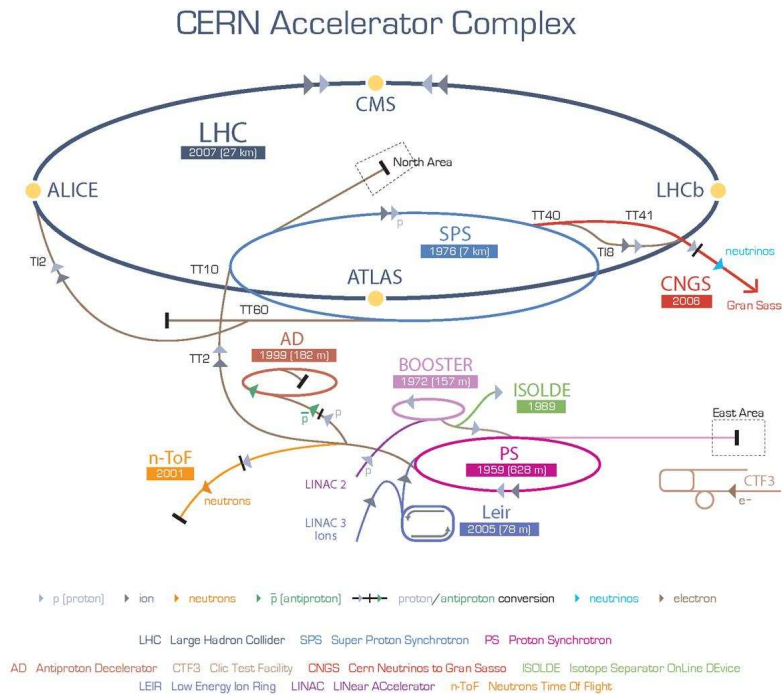 CERN Accelerator Complex
CMS
LHC
2007 (27 km)
North Area
ALICE
LHCb
TT40
TT41
SPS
1976 (7 km)
p
TI8
TI2
TT10
ATLAS
neutrinos
CNGS
2006
Gran Sass
TT60
AD
1999 (182 m)
TT2
BOOSTER
1972 (157 m)
ISOLDE
1989
p
p̅
East Area
n-ToF
2001
PS
1959 (628 m)
p
LINAC 2
neutrons
CTF3
e-
LINAC 3
Ions
Leir
2005 (78 m)
p (proton) ion neutrons p̅ (antiproton) proton/antiproton conversion neutrinos electron
LHC Large Hadron Collider SPS Super Proton Synchrotron PS Proton Synchrotron
AD Antiproton Decelerator CTF3 Clic Test Facility CNGS Cern Neutrinos to Gran Sasso ISOLDE Isotope Separator OnLine DEvice
LEIR Low Energy Ion Ring LINAC LINear ACcelerator n-ToF Neutrons Time Of Flight